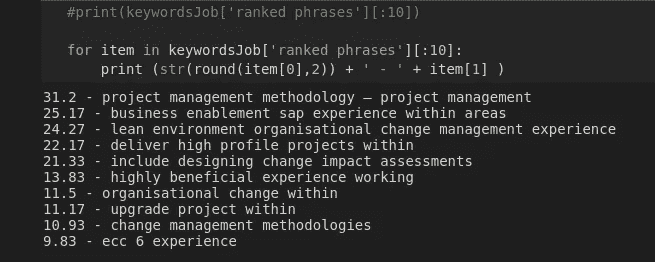 #print(keywordsJob['ranked phrases'][:10])
for item in keywordsJob['ranked phrases'][:10]:
print (str(round(item[0],2)) + ' - ' + item[1] )
31.2 - project management methodology – project management
25.17 - business enablement sap experience within areas
24.27 - lean environment organisational change management experience
22.17 - deliver high profile projects within
21.33 - include designing change impact assessments
13.83 - highly beneficial experience working
11.5 - organisational change within
11.17 - upgrade project within
10.93 - change management methodologies
9.83 - ecc 6 experience